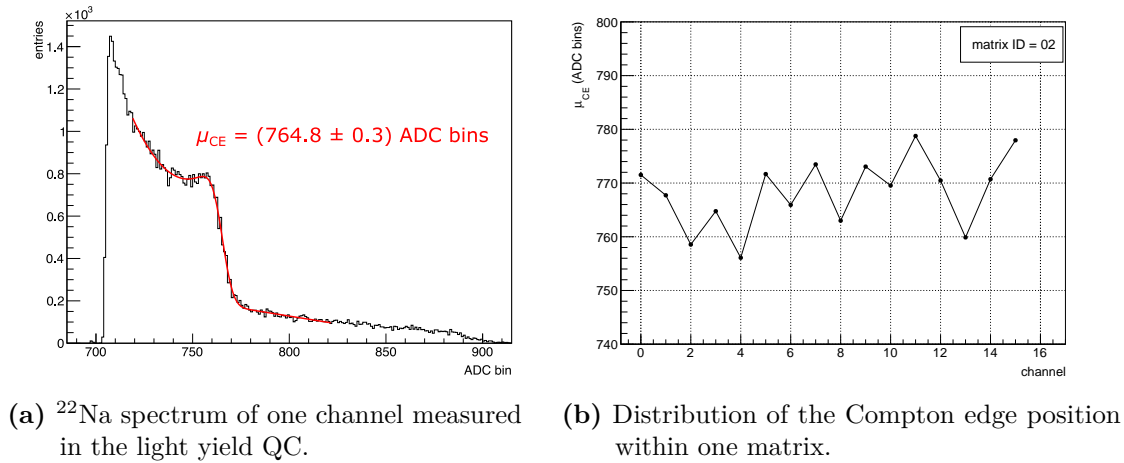 ×10³
entries
1.4
1.2
1
0.8
0.6
0.4
0.2
0
μCE = (764.8 ± 0.3) ADC bins
700 750 800 850 900
ADC bin
(a) ²²Na spectrum of one channel measured
in the light yield QC.
μCE (ADC bins)
800
790
780
770
760
750
740
matrix ID = 02
0 2 4 6 8 10 12 14 16
channel
(b) Distribution of the Compton edge position
within one matrix.